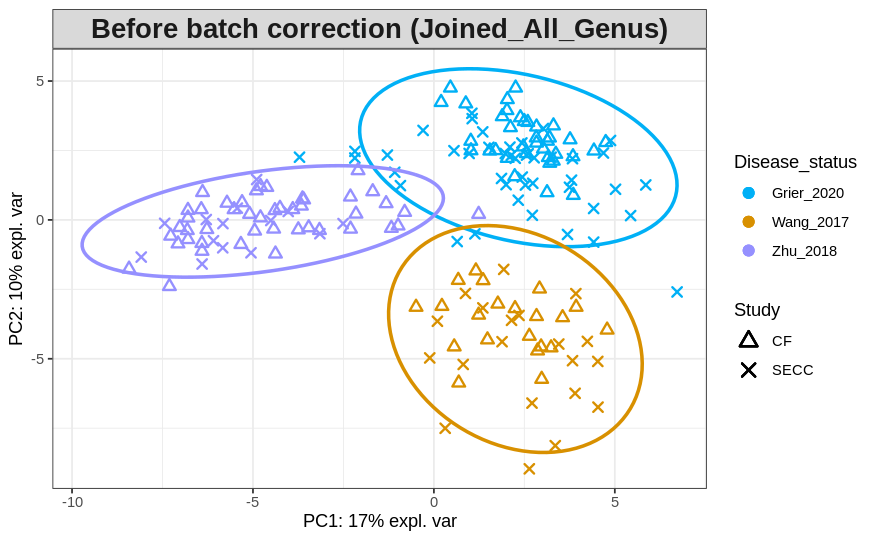 Before batch correction (Joined_All_Genus)
5
0
-5
-10
-5
0
5
PC1: 17% expl. var
PC2: 10% expl. var
Disease_status
Grier_2020
Wang_2017
Zhu_2018
Study
CF
SECC